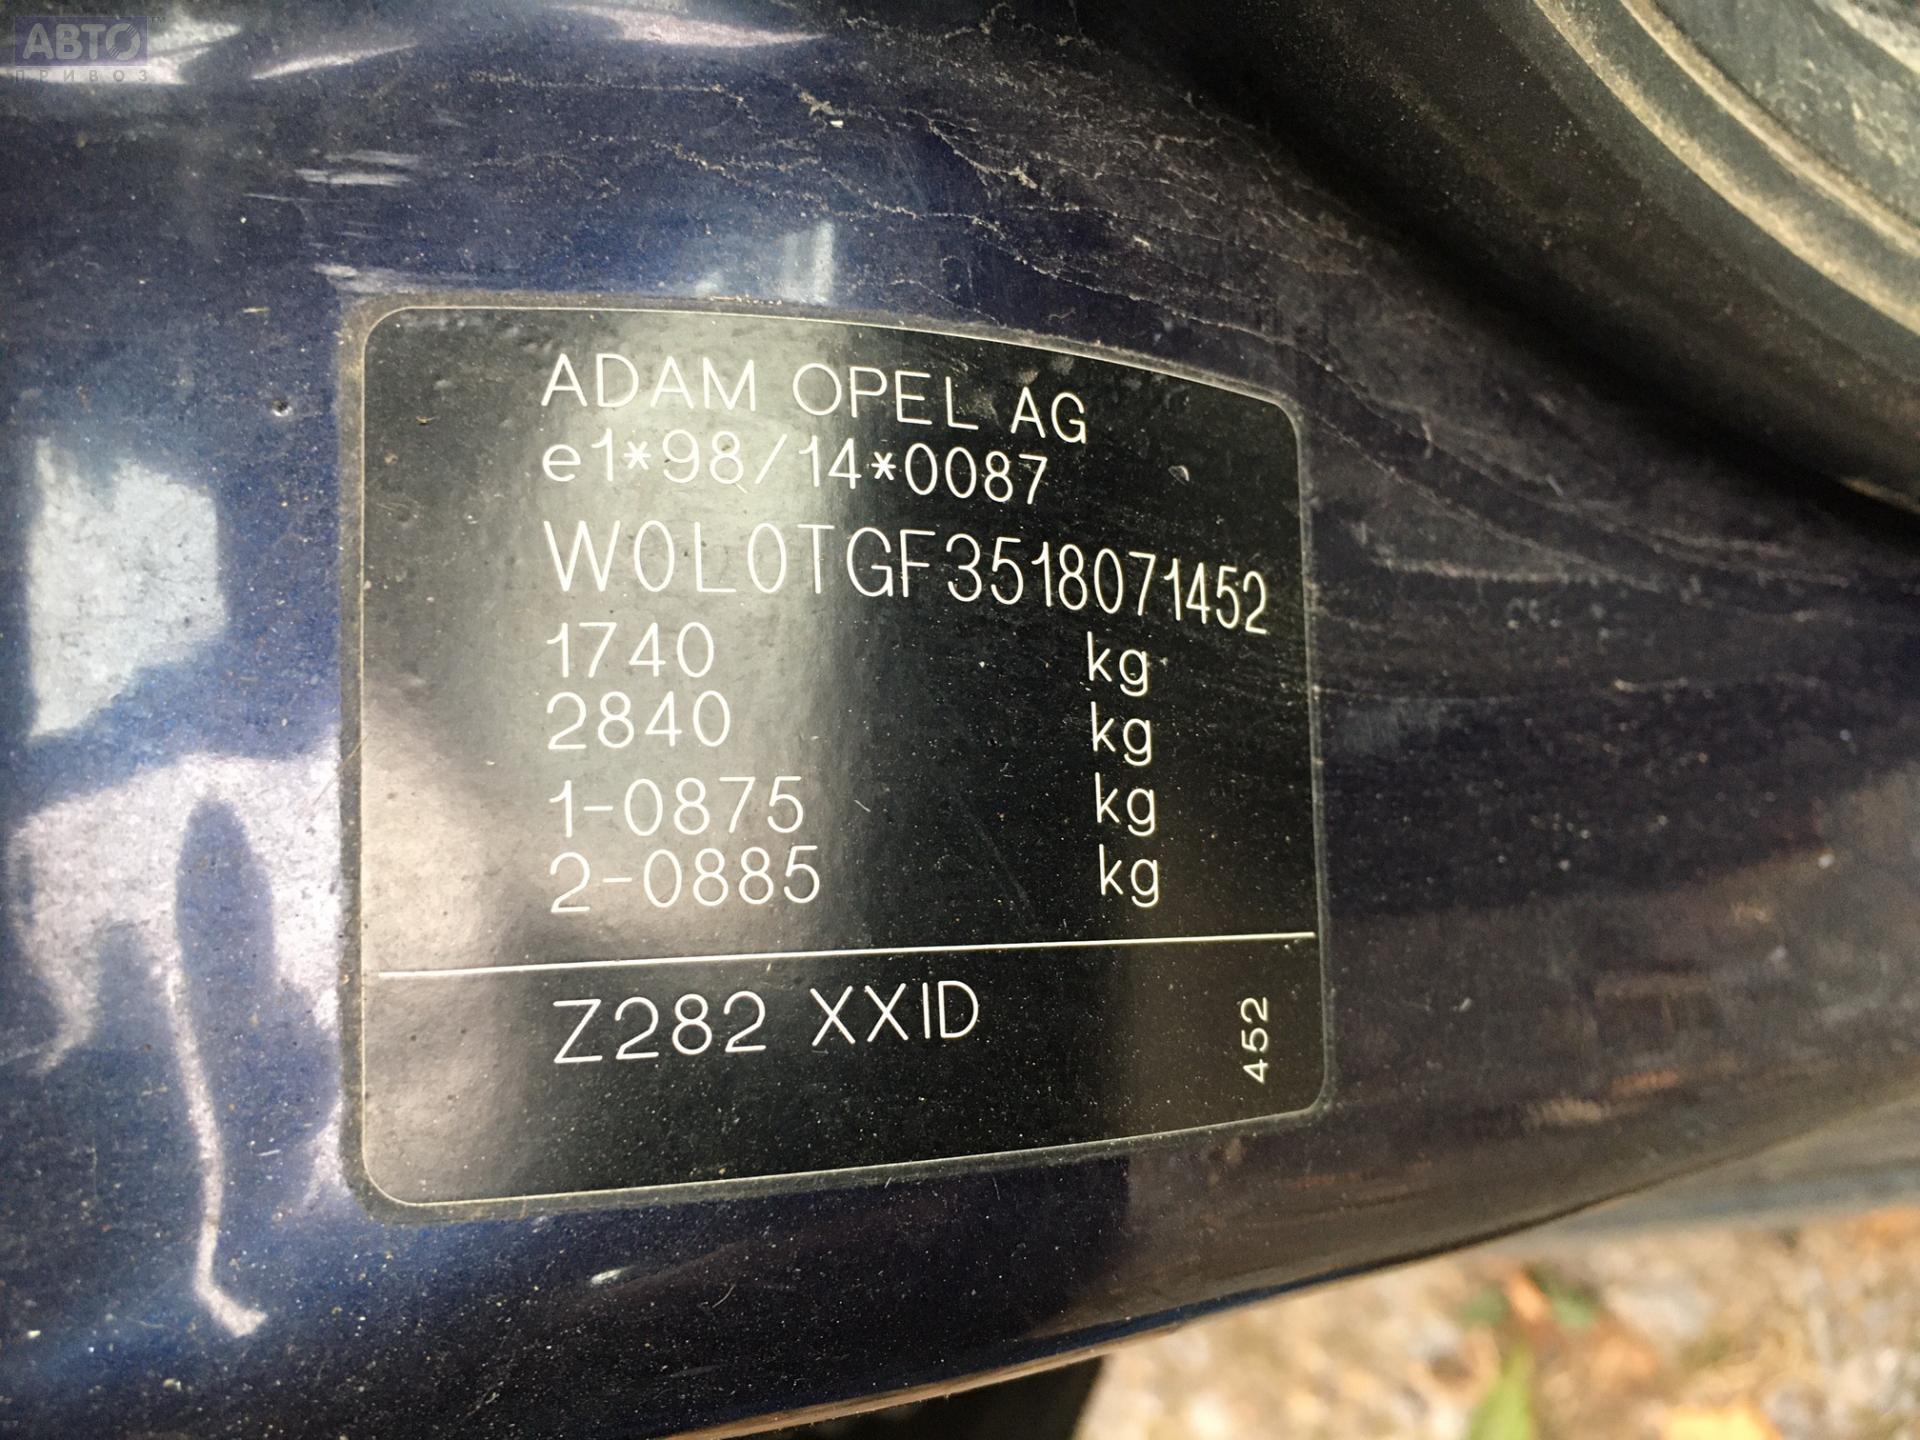 АВТО
ПРИВОЗ
ADAM OPEL AG
e1*98/14*0087
W0L0TGF3518071452
1740 kg
2840 kg
1-0875 kg
2-0885 kg
Z282 XXID
452